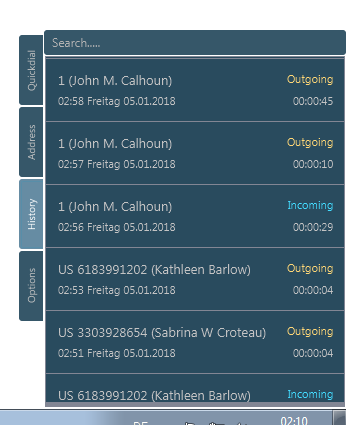 Search.....
Quickdial
Address
History
Options
1 (John M. Calhoun) Outgoing
02:58 Freitag 05.01.2018 00:00:45
1 (John M. Calhoun) Outgoing
02:57 Freitag 05.01.2018 00:00:10
1 (John M. Calhoun) Incoming
02:56 Freitag 05.01.2018 00:00:29
US 6183991202 (Kathleen Barlow) Outgoing
02:53 Freitag 05.01.2018 00:00:04
US 3303928654 (Sabrina W Croteau) Outgoing
02:51 Freitag 05.01.2018 00:00:04
US 6183991202 (Kathleen Barlow) Incoming
DE 02:10